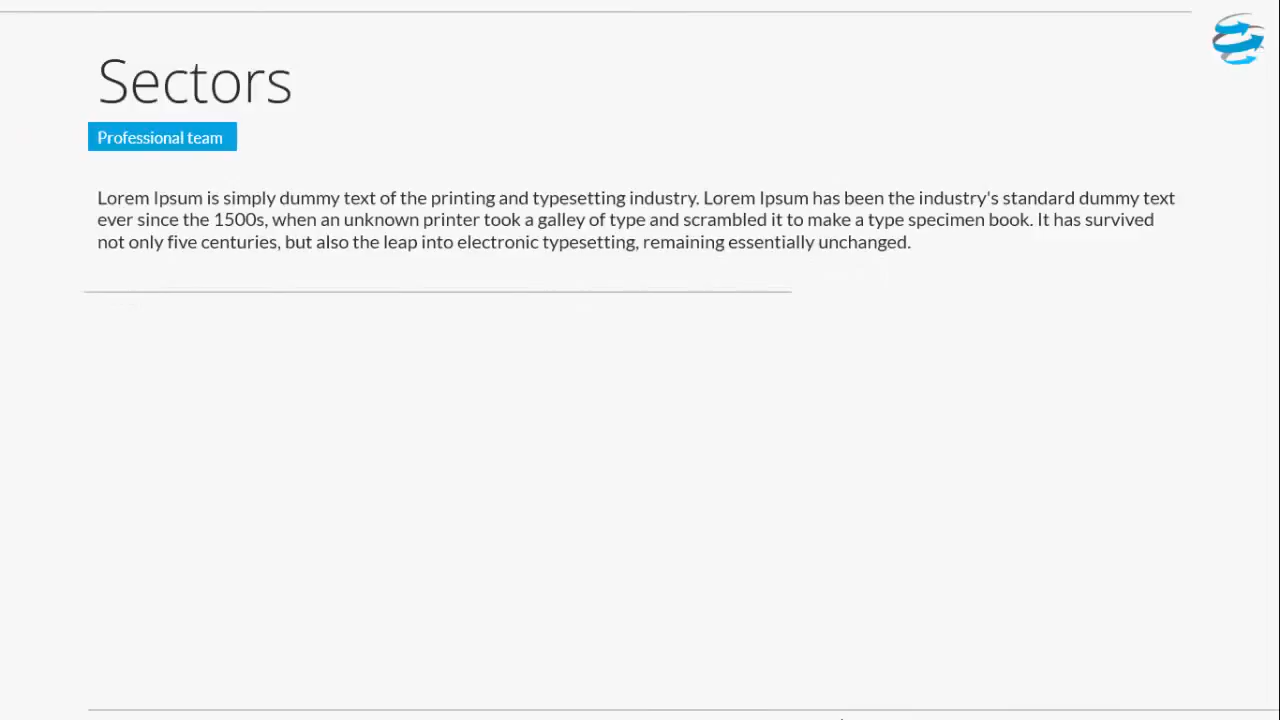 Sectors
Professional team
Lorem Ipsum is simply dummy text of the printing and typesetting industry. Lorem Ipsum has been the industry's standard dummy text
ever since the 1500s, when an unknown printer took a galley of type and scrambled it to make a type specimen book. It has survived
not only five centuries, but also the leap into electronic typesetting, remaining essentially unchanged.